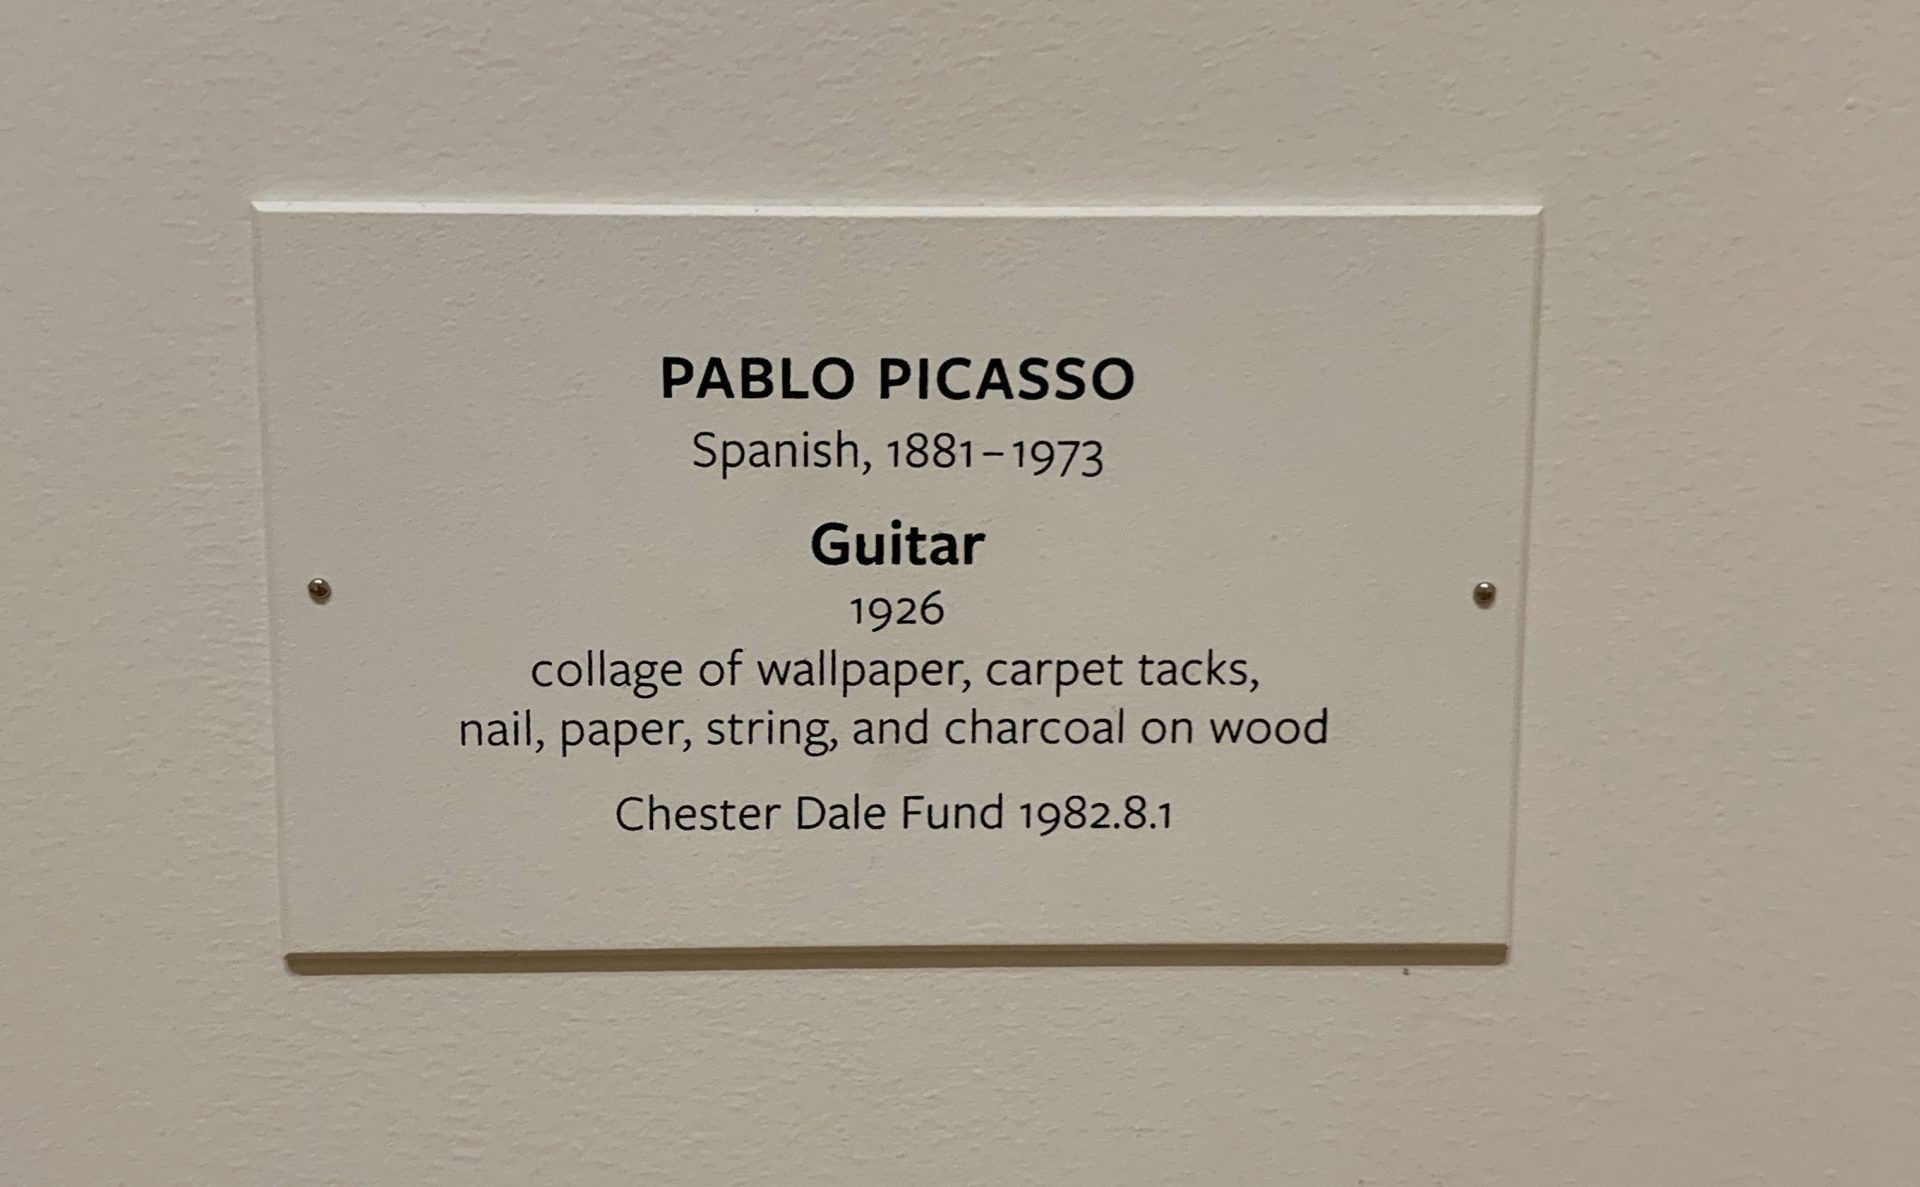 PABLO PICASSO
Spanish, 1881–1973
Guitar
1926
collage of wallpaper, carpet tacks,
nail, paper, string, and charcoal on wood
Chester Dale Fund 1982.8.1